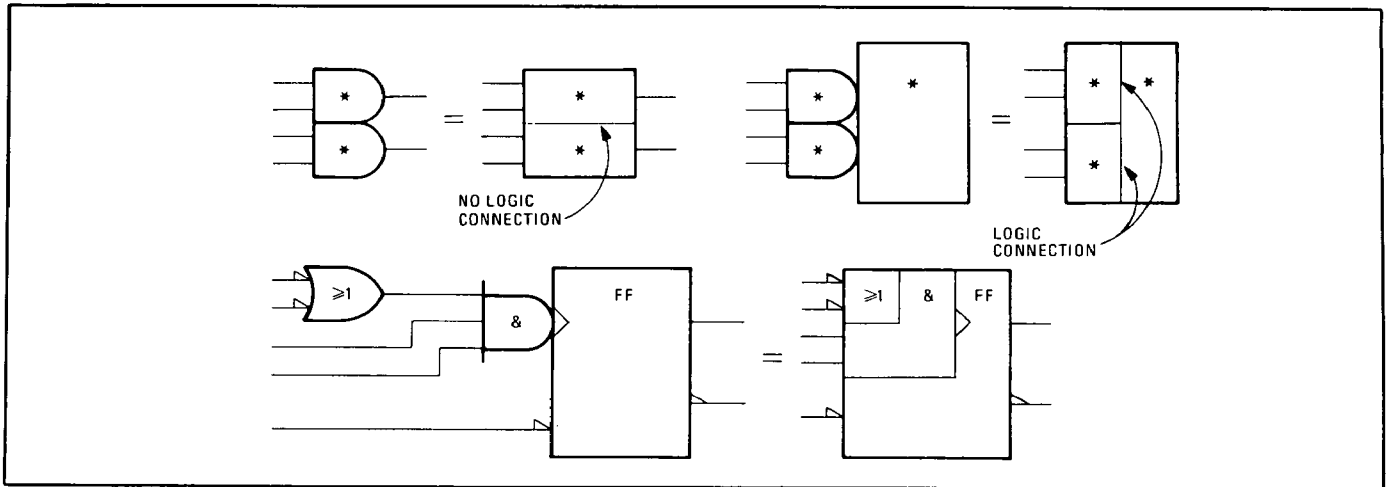 * = * * * = * *
* * * *
NO LOGIC
CONNECTION
LOGIC
CONNECTION
≥1 & FF = ≥1 & FF